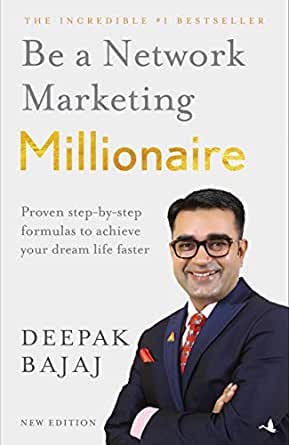 THE INCREDIBLE #1 BESTSELLER
Be a Network
Marketing
Millionaire
Proven step-by-step
formulas to achieve
your dream life faster
DEEPAK
BAJAJ
NEW EDITION